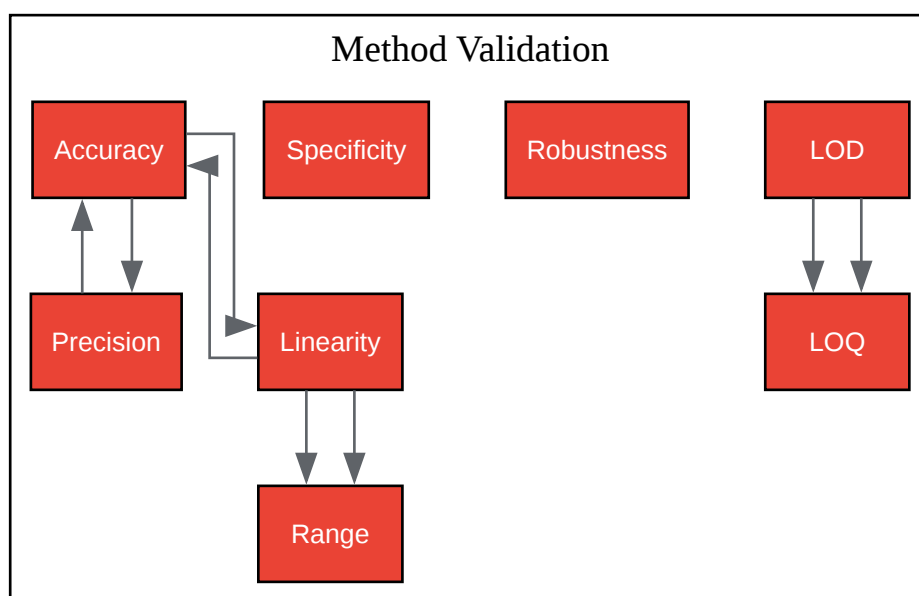 Method Validation
Accuracy
Specificity
Robustness
LOD
Precision
Linearity
LOQ
Range